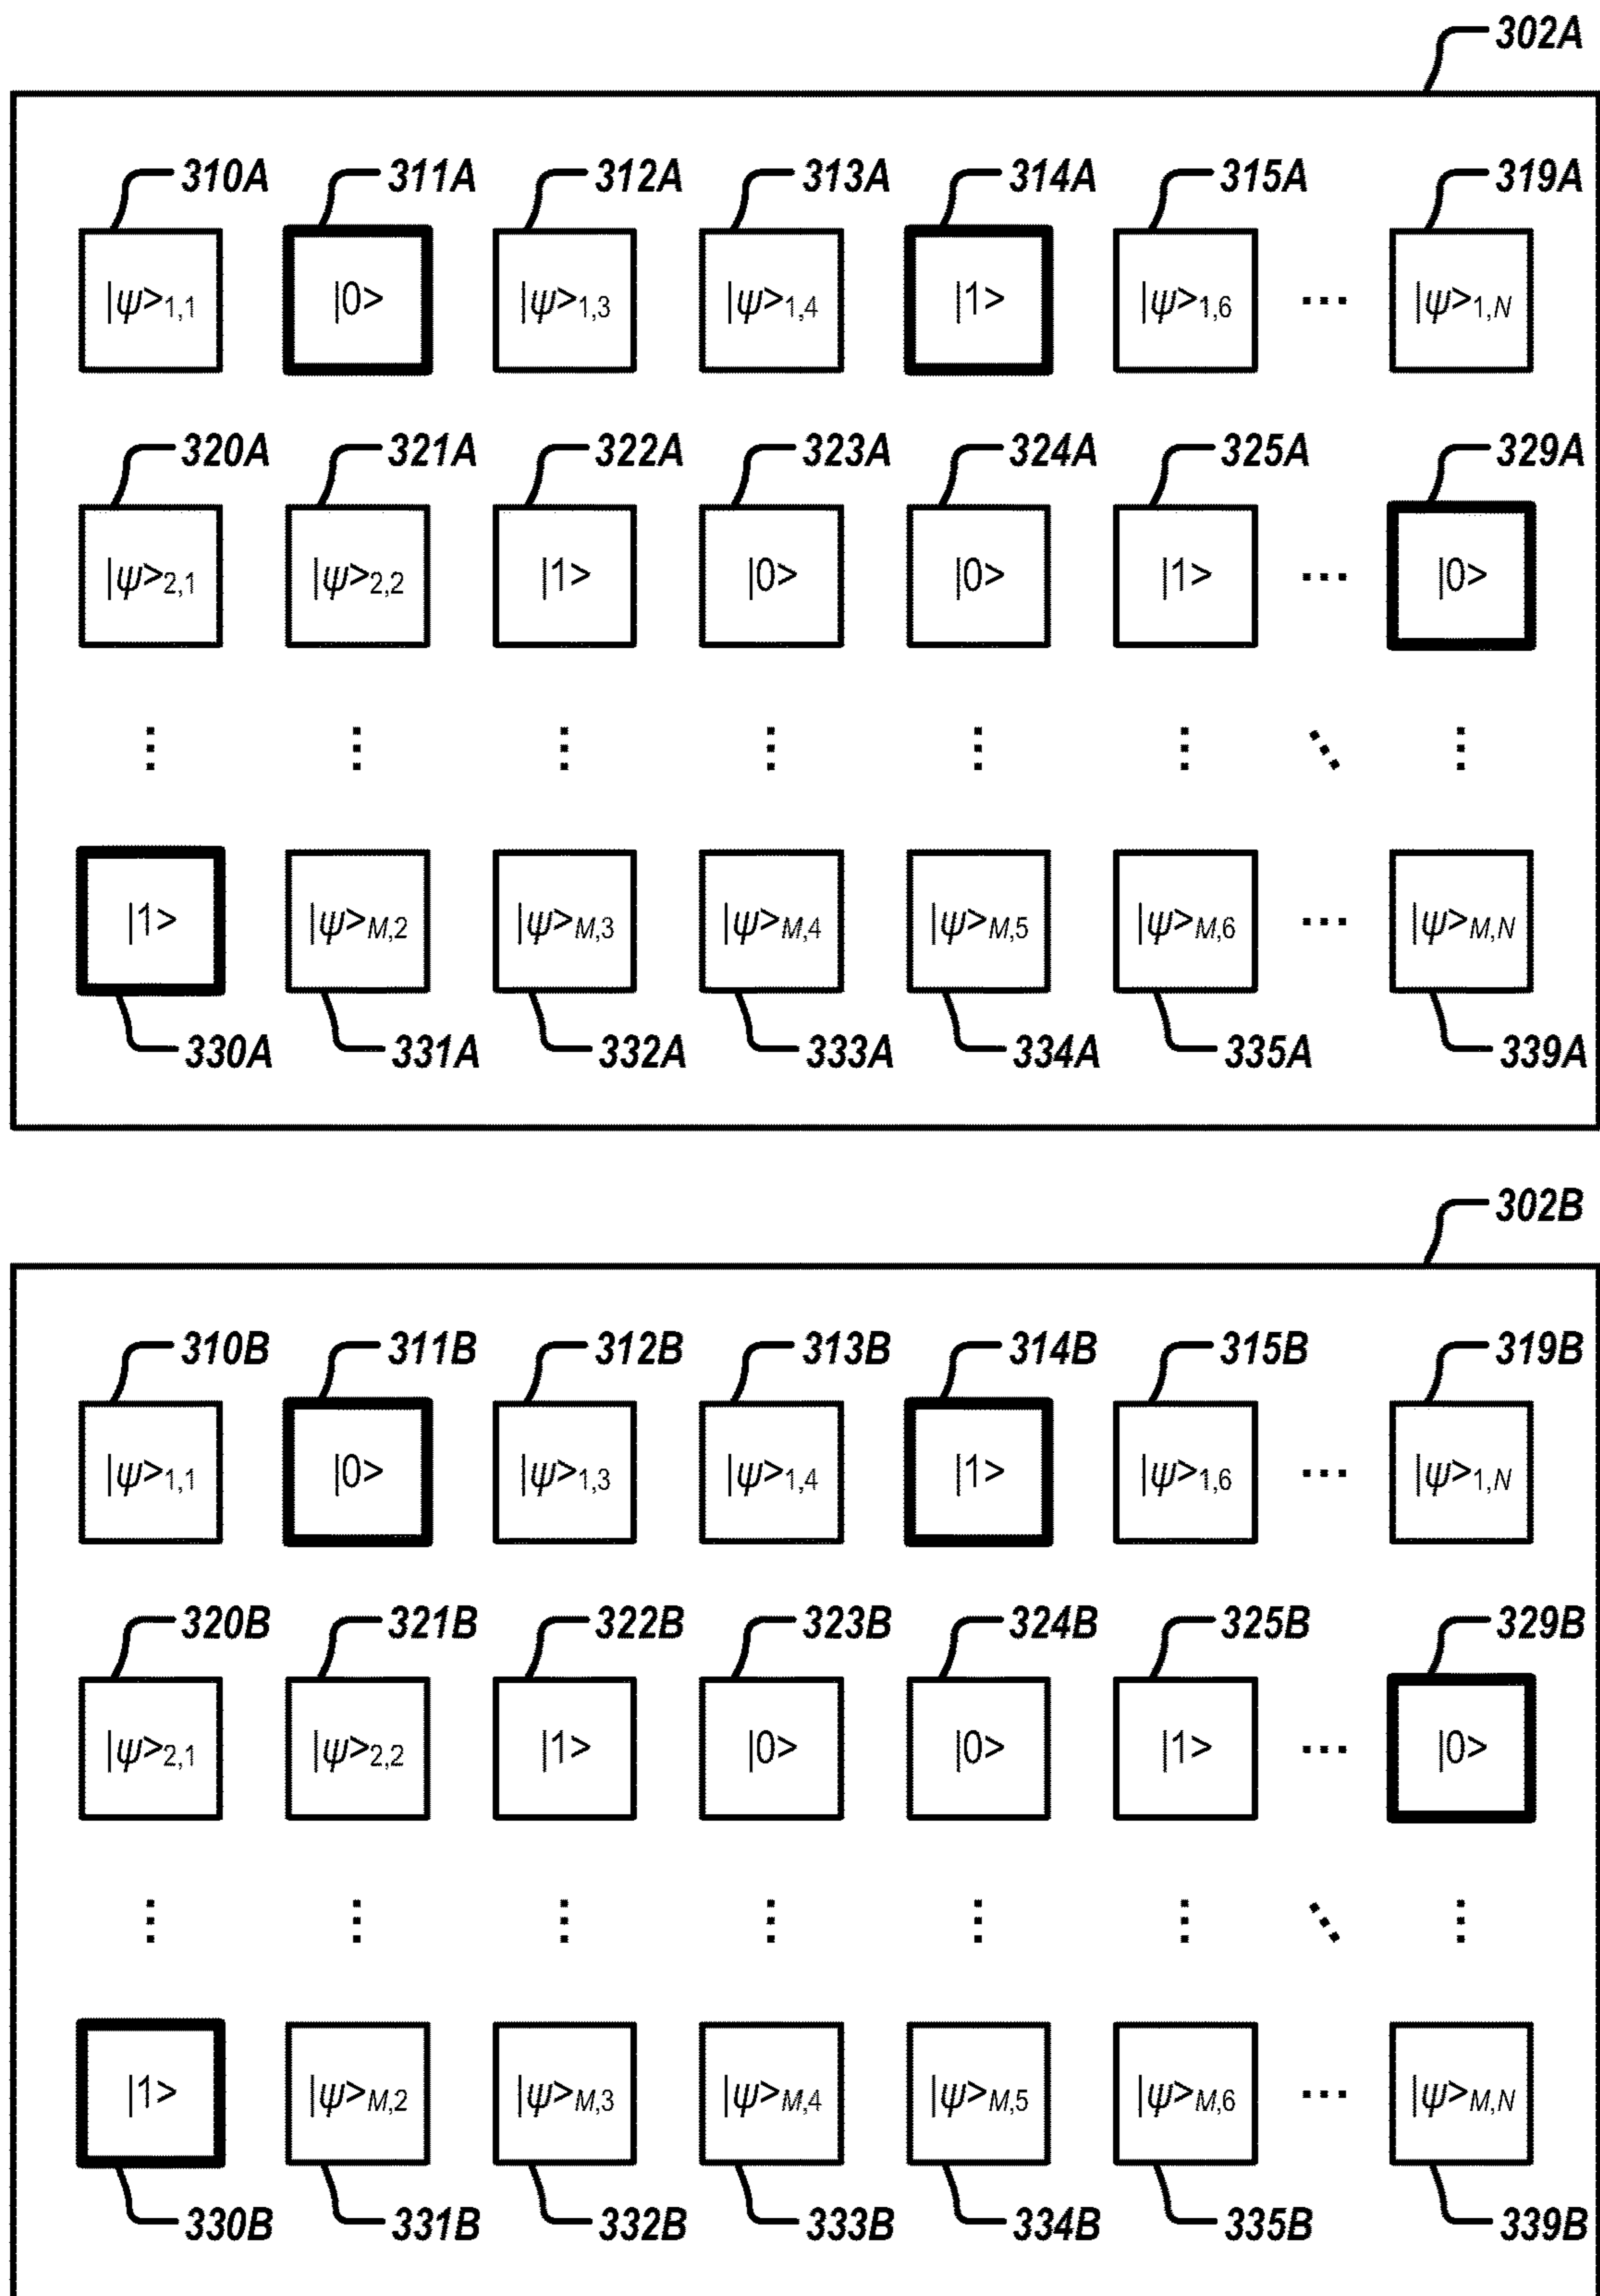 302A
310A 311A 312A 313A 314A 315A 319A
|ψ>1,1 |0> |ψ>1,3 |ψ>1,4 |1> |ψ>1,6 ... |ψ>1,N
320A 321A 322A 323A 324A 325A 329A
|ψ>2,1 |ψ>2,2 |1> |0> |0> |1> ... |0>
|1> |ψ>M,2 |ψ>M,3 |ψ>M,4 |ψ>M,5 |ψ>M,6 ... |ψ>M,N
330A 331A 332A 333A 334A 335A 339A
302B
310B 311B 312B 313B 314B 315B 319B
|ψ>1,1 |0> |ψ>1,3 |ψ>1,4 |1> |ψ>1,6 ... |ψ>1,N
320B 321B 322B 323B 324B 325B 329B
|ψ>2,1 |ψ>2,2 |1> |0> |0> |1> ... |0>
|1> |ψ>M,2 |ψ>M,3 |ψ>M,4 |ψ>M,5 |ψ>M,6 ... |ψ>M,N
330B 331B 332B 333B 334B 335B 339B